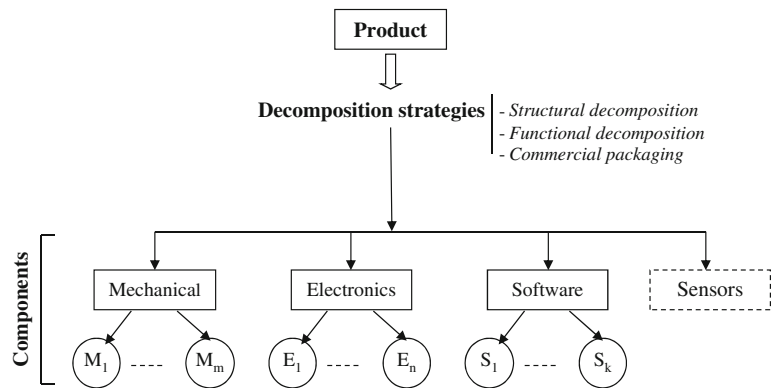 Product
Decomposition strategies
- Structural decomposition
- Functional decomposition
- Commercial packaging
Components
Mechanical
Electronics
Software
Sensors
M1 ---- Mm
E1 ---- En
S1 ---- Sk